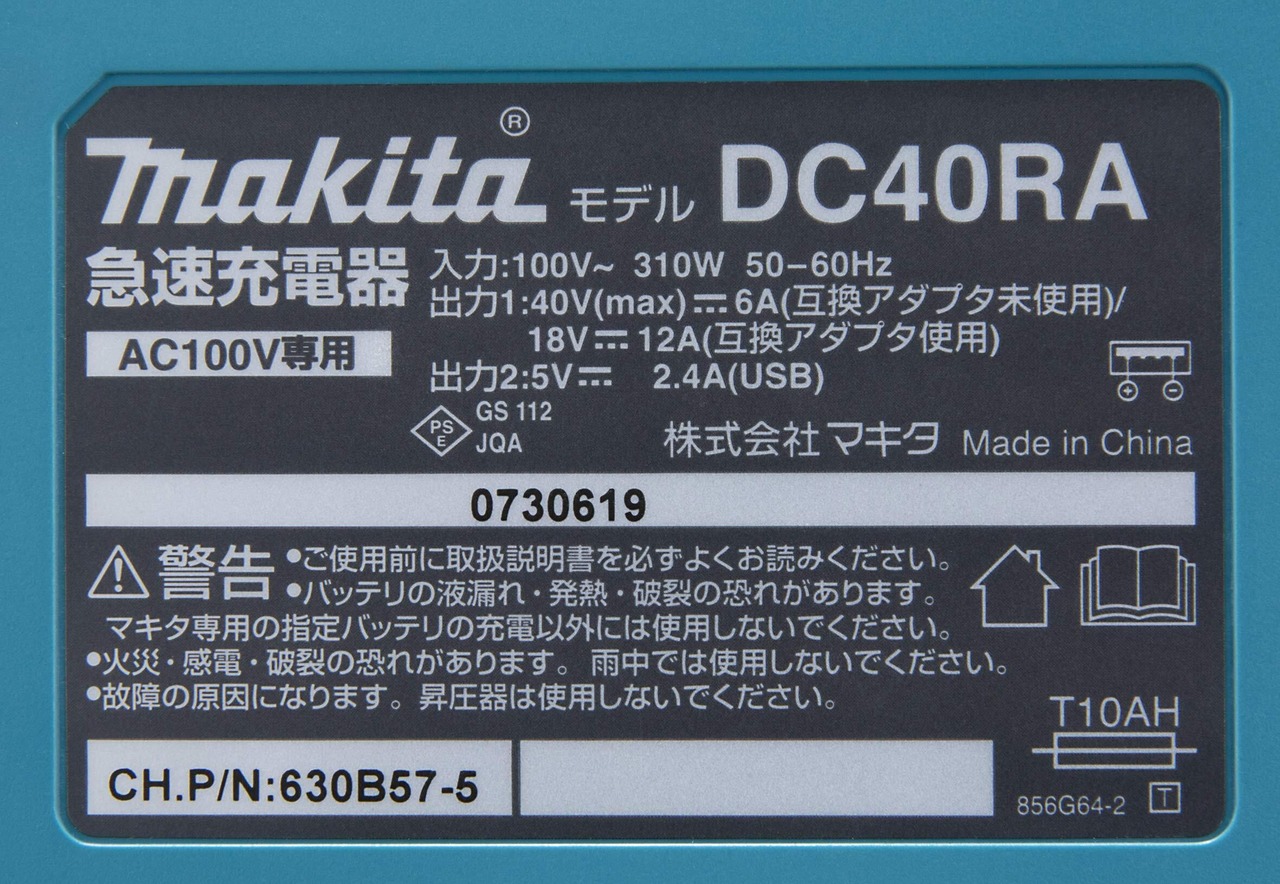 makita® モデル DC40RA
急速充電器
AC100V専用
入力:100V~ 310W 50–60Hz
出力1:40V(max)⎓6A(互換アダプタ未使用)/
18V⎓12A(互換アダプタ使用)
出力2:5V⎓ 2.4A(USB)
PS
E
GS 112
JQA
株式会社マキタ Made in China
0730619
⚠警告 •ご使用前に取扱説明書を必ずよくお読みください。
•バッテリの液漏れ・発熱・破裂の恐れがあります。
マキタ専用の指定バッテリの充電以外には使用しないでください。
•火災・感電・破裂の恐れがあります。雨中では使用しないでください。
•故障の原因になります。昇圧器は使用しないでください。
T10AH
CH.P/N:630B57-5
856G64-2 T